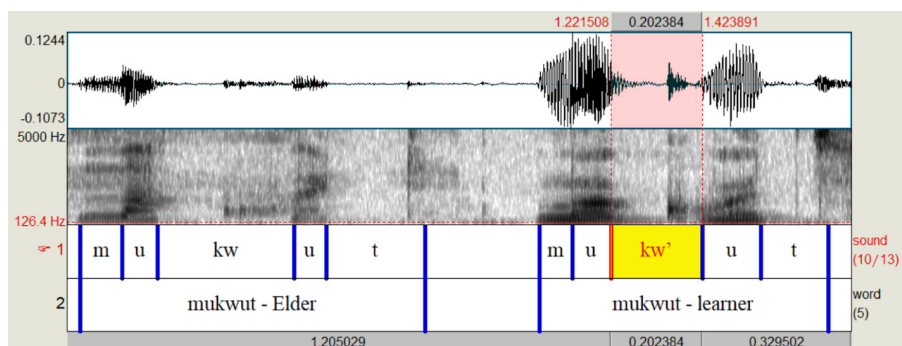 1.221508 0.202384 1.423891
0.1244
0
-0.1073
5000 Hz
126.4 Hz
1 m u kw u t m u kw’ u t sound (10/13)
2 mukwut - Elder mukwut - learner word (5)
1.205029 0.202384 0.329502